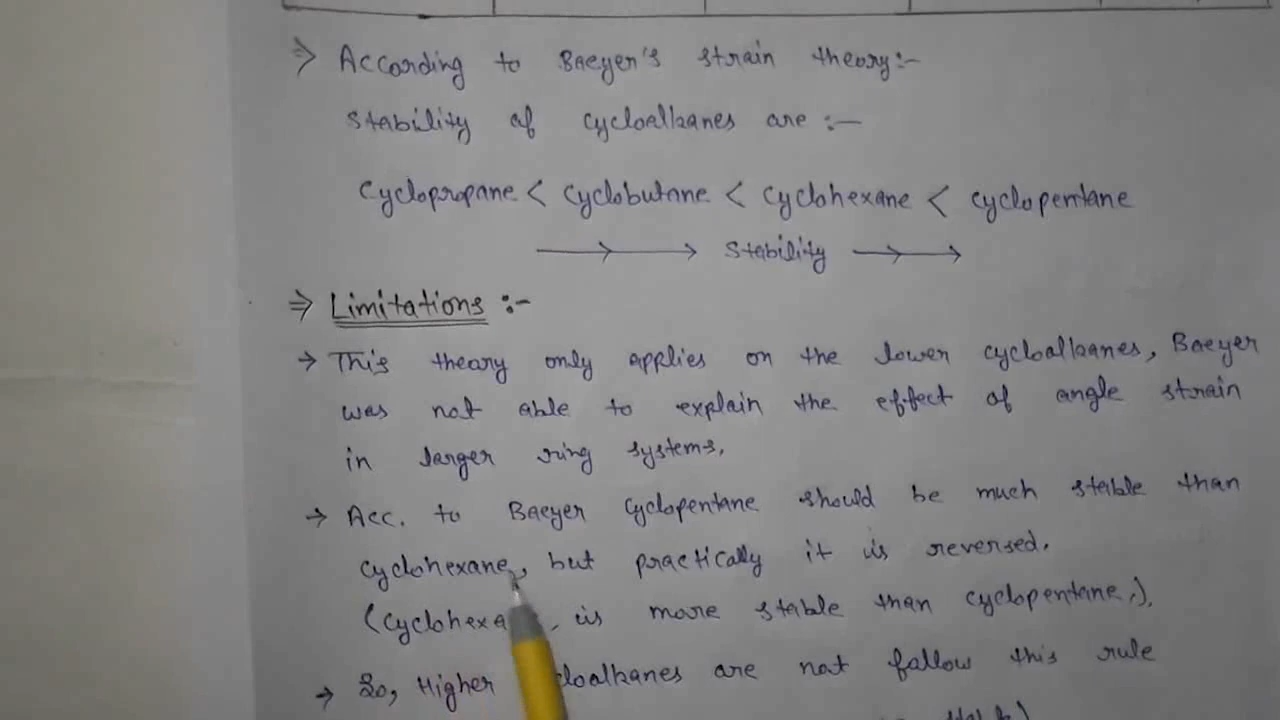 ⇒ According to Baeyer's strain theory:-
Stability of cycloalkanes are :-
Cyclopropane < cyclobutane < cyclohexane < cyclopentane
→→ Stability →→
⇒ Limitations :-
→ This theory only applies on the lower cycloalkanes, Baeyer
was not able to explain the effect of angle strain
in larger ring systems.
→ Acc. to Baeyer Cyclopentane should be much stable than
cyclohexane, but practically it is reversed.
(cyclohexa , is more stable than cyclopentane.).
→ So, Higher cloalkanes are not fallow this rule